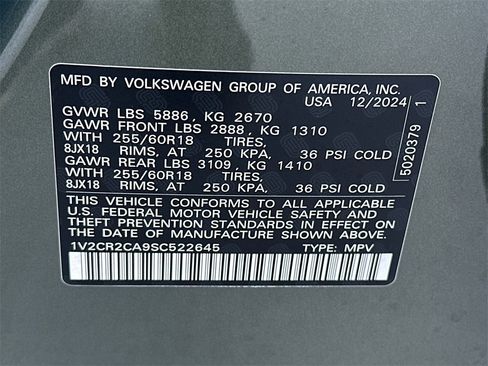 MFD BY VOLKSWAGEN GROUP OF AMERICA, INC.
USA 12/2024
GVWR LBS 5886, KG 2670
GAWR FRONT LBS 2888, KG 1310
WITH 255/60R18 TIRES,
8JX18 RIMS, AT 250 KPA, 36 PSI COLD
GAWR REAR LBS 3109, KG 1410
WITH 255/60R18 TIRES,
8JX18 RIMS, AT 250 KPA, 36 PSI COLD
THIS VEHICLE CONFORMS TO ALL APPLICABLE
U.S. FEDERAL MOTOR VEHICLE SAFETY AND
THEFT PREVENTION STANDARDS IN EFFECT
ON THE DATE OF MANUFACTURE SHOWN ABOVE.
1V2CR2CA9SC522645 TYPE: MPV
5020379 1